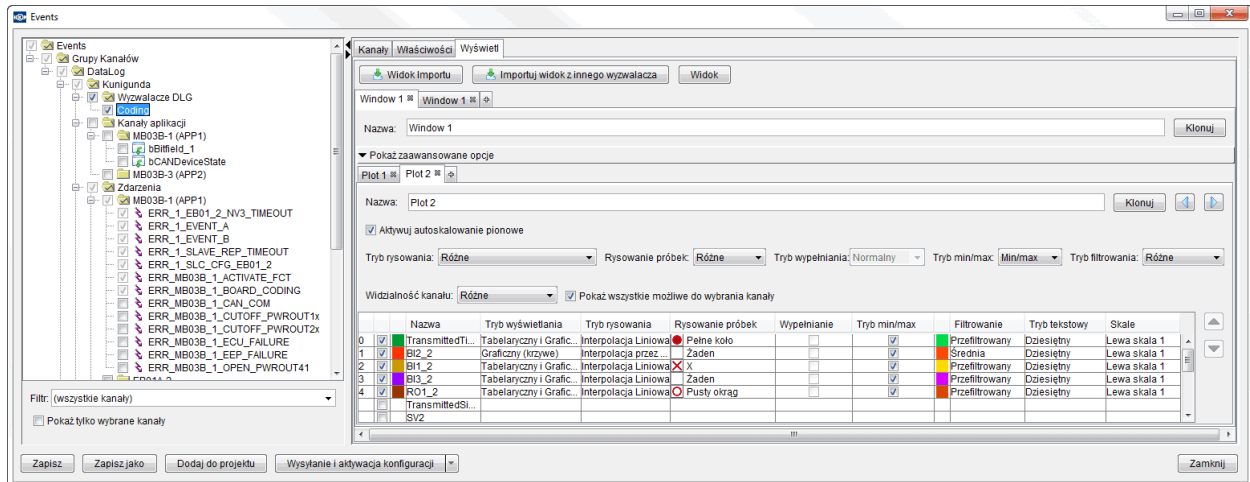 Events
Events
Grupy Kanałów
DataLog
Kunigunda
Wyzwalacze DLG
Coding
Kanały aplikacji
MB03B-1 (APP1)
bBitfield_1
bCANDeviceState
MB03B-3 (APP2)
Zdarzenia
MB03B-1 (APP1)
ERR_1_EB01_2_NV3_TIMEOUT
ERR_1_EVENT_A
ERR_1_EVENT_B
ERR_1_SLAVE_REP_TIMEOUT
ERR_1_SLC_CFG_EB01_2
ERR_MB03B_1_ACTIVATE_FCT
ERR_MB03B_1_BOARD_CODING
ERR_MB03B_1_CAN_COM
ERR_MB03B_1_CUTOFF_PWROUT1x
ERR_MB03B_1_CUTOFF_PWROUT2x
ERR_MB03B_1_ECU_FAILURE
ERR_MB03B_1_EEP_FAILURE
ERR_MB03B_1_OPEN_PWROUT41
Filtr: (wszystkie kanały)
Pokaż tylko wybrane kanały
Kanały Właściwości Wyświetl
Widok Importu Importuj widok z innego wyzwalacza Widok
Window 1 Window 1
Nazwa: Window 1 Klonuj
Pokaż zaawansowane opcje
Plot 1 Plot 2
Nazwa: Plot 2 Klonuj
Aktywuj autoskalowanie pionowe
Tryb rysowania: Różne Rysowanie próbek: Różne Tryb wypełniania: Normalny Tryb min/max: Min/max Tryb filtrowania: Różne
Widzialność kanału: Różne Pokaż wszystkie możliwe do wybrania kanały
Nazwa Tryb wyświetlania Tryb rysowania Rysowanie próbek Wypełnianie Tryb min/max Filtrowanie Tryb tekstowy Skale
0 TransmittedTi... Tabelaryczny i Grafic... Interpolacja Liniowa Pełne koło Przefiltrowany Dziesiętny Lewa skala 1
1 BI2_2 Graficzny (krzywe) Interpolacja przez ... Żaden Średnia Dziesiętny Lewa skala 1
2 BI1_2 Tabelaryczny i Grafic... Interpolacja Liniowa X Przefiltrowany Dziesiętny Lewa skala 1
3 BI3_2 Tabelaryczny i Grafic... Interpolacja Liniowa Żaden Przefiltrowany Dziesiętny Lewa skala 1
4 RO1_2 Tabelaryczny i Grafic... Interpolacja Liniowa Pusty okrąg Przefiltrowany Dziesiętny Lewa skala 1
TransmittedSi...
SV2
Zapisz Zapisz jako Dodaj do projektu Wysyłanie i aktywacja konfiguracji Zamknij